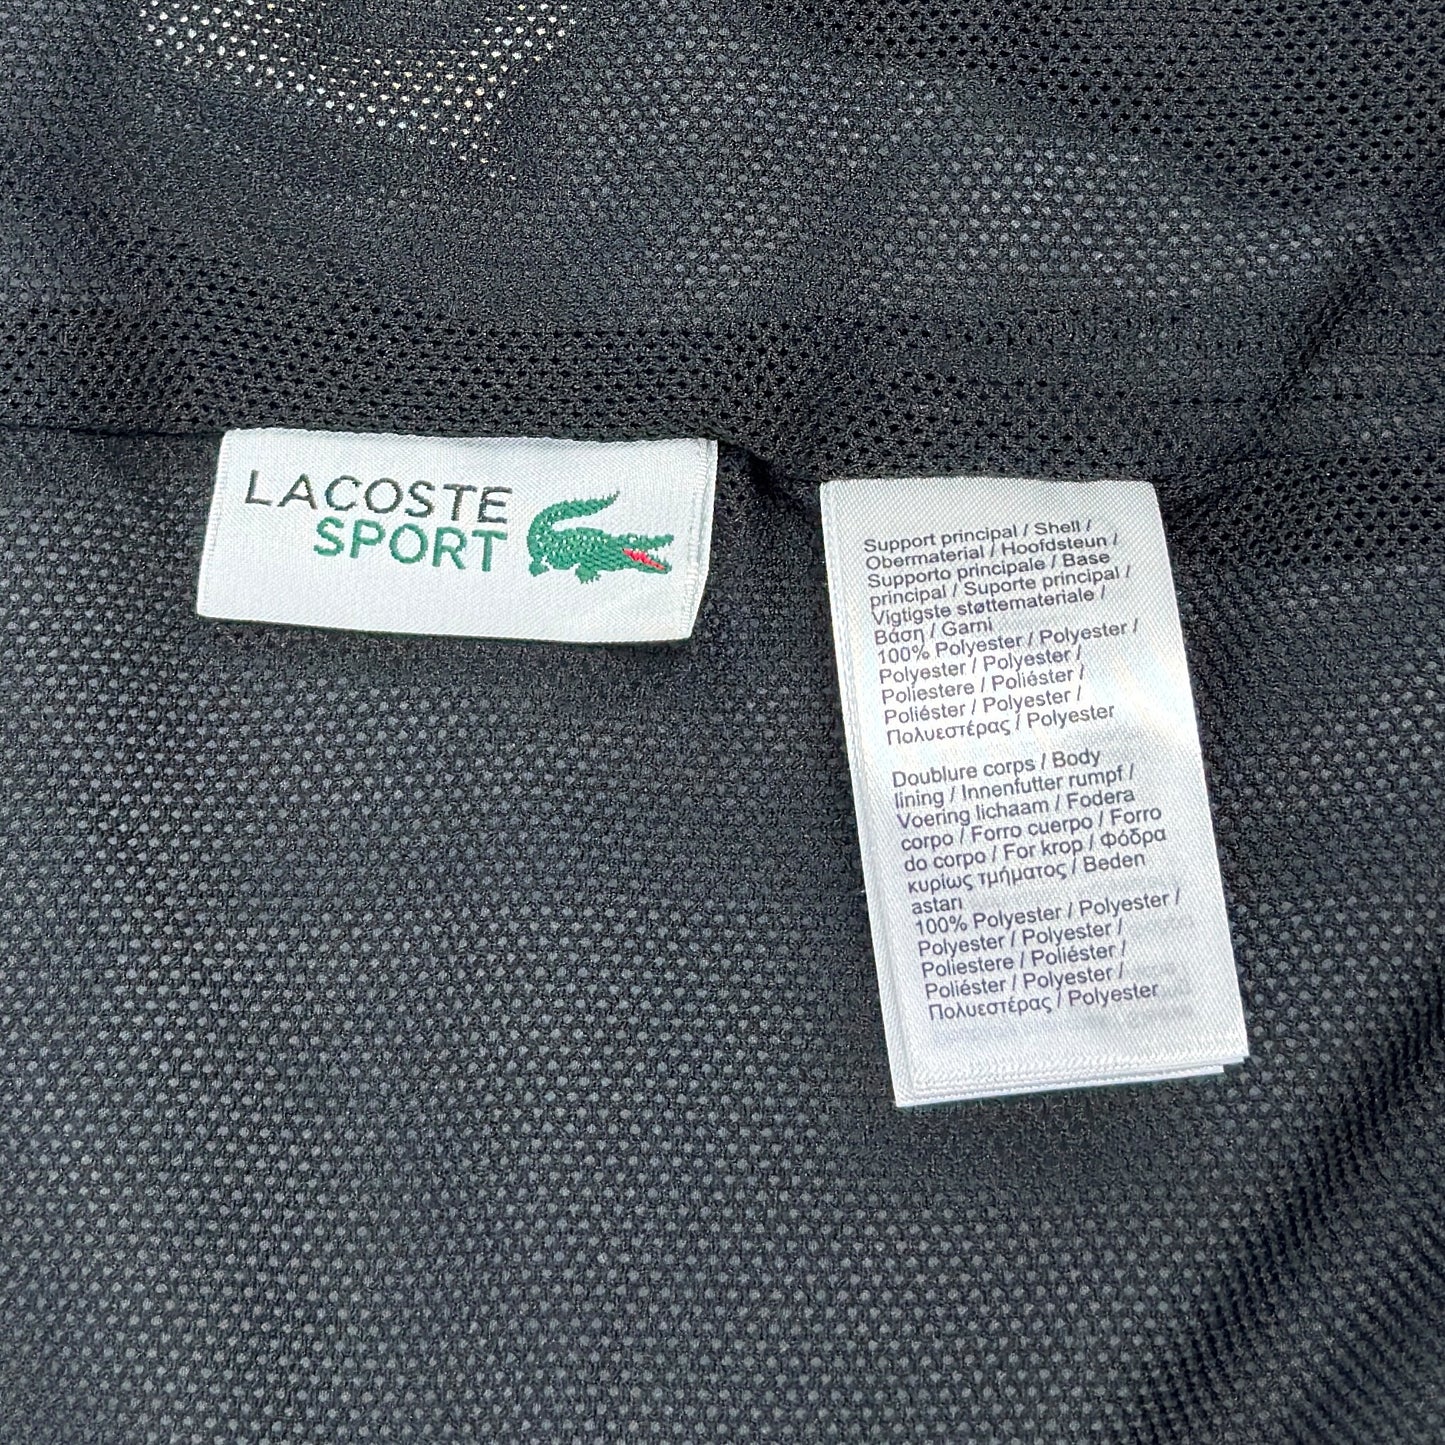 LACOSTE
SPORT
Support principal / Shell /
Obermaterial / Hoofdsteun /
Supporto principale / Base
principal / Suporte principal /
Vigtigste støttemateriale /
Βάση / Garni
100% Polyester / Polyester /
Polyester / Polyester /
Poliestere / Poliéster /
Poliéster / Polyester /
Πολυεστέρας / Polyester
Doublure corps / Body
lining / Innenfutter rumpf /
Voering lichaam / Fodera
corpo / Forro cuerpo / Forro
do corpo / For krop / Φόδρα
κυρίως τμήματος / Beden
astarı
100% Polyester / Polyester /
Polyester / Polyester /
Poliestere / Poliéster /
Poliéster / Polyester /
Πολυεστέρας / Polyester